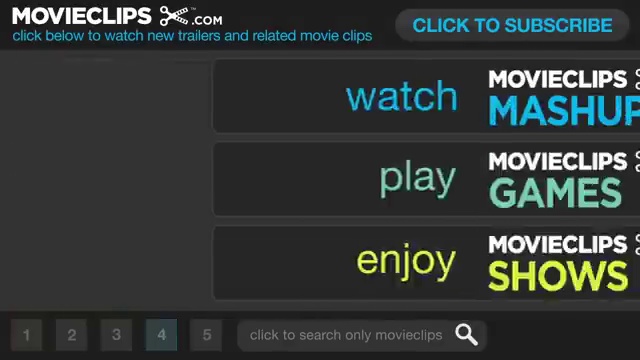 MOVIECLIPS .COM
click below to watch new trailers and related movie clips
CLICK TO SUBSCRIBE
watch
MOVIECLIPS
MASHUP
play
MOVIECLIPS
GAMES
enjoy
MOVIECLIPS
SHOWS
1 2 3 4 5
click to search only movieclips